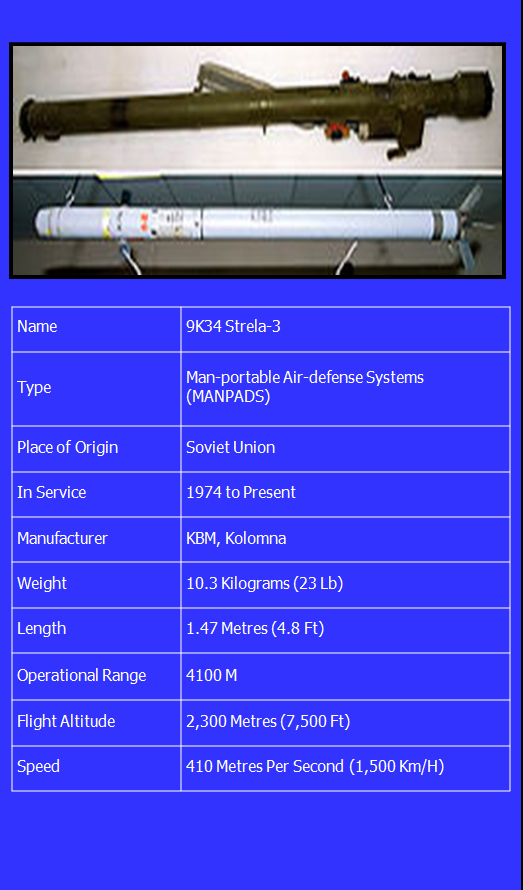 Name 9K34 Strela-3
Type Man-portable Air-defense Systems
(MANPADS)
Place of Origin Soviet Union
In Service 1974 to Present
Manufacturer KBM, Kolomna
Weight 10.3 Kilograms (23 Lb)
Length 1.47 Metres (4.8 Ft)
Operational Range 4100 M
Flight Altitude 2,300 Metres (7,500 Ft)
Speed 410 Metres Per Second (1,500 Km/H)